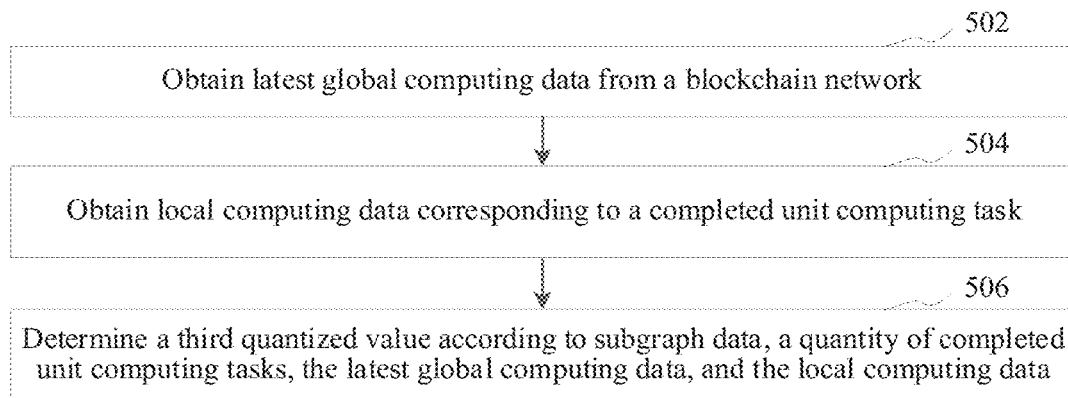 502
Obtain latest global computing data from a blockchain network
504
Obtain local computing data corresponding to a completed unit computing task
506
Determine a third quantized value according to subgraph data, a quantity of completed
unit computing tasks, the latest global computing data, and the local computing data